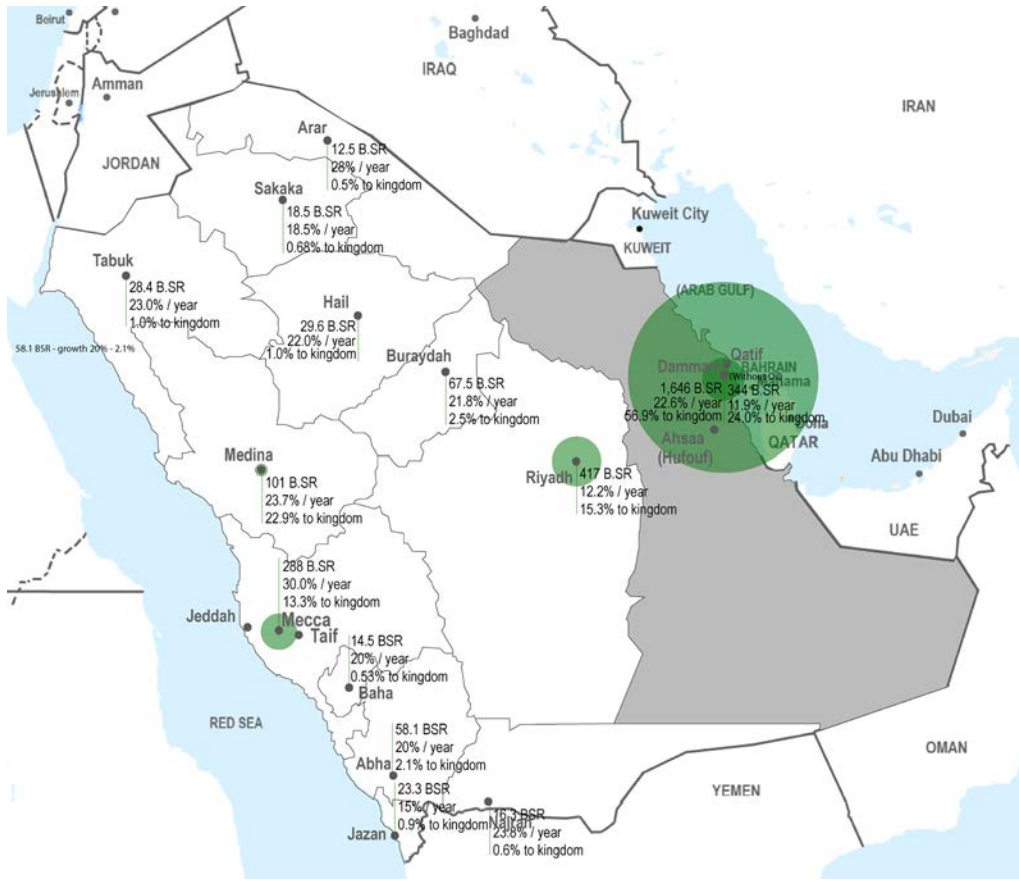 Beirut
Baghdad
IRAQ
Amman
Jerushlem
IRAN
Arar
12.5 B.SR
28% / year
0.5% to kingdom
JORDAN
Sakaka
18.5 B.SR
18.5% / year
0.68% to kingdom
Kuweit City
KUWEIT
Tabuk
28.4 B.SR
23.0% / year
1.0% to kingdom
(ARAB GULF)
Hail
29.6 B.SR
22.0% / year
1.0% to kingdom
58.1 BSR - growth 20% - 2.1%
Buraydah
67.5 B.SR
21.8% / year
2.5% to kingdom
Qatif
Dammam
BAHRAIN
(Without Oil)
Manama
1,646 B.SR
22.6% / year
56.9% to kingdom
344 B.SR
11.9% / year
24.0% to kingdom
Doha
QATAR
Ahsaa
(Hufouf)
Dubai
Abu Dhabi
UAE
Medina
101 B.SR
23.7% / year
22.9% to kingdom
Riyadh
417 B.SR
12.2% / year
15.3% to kingdom
288 B.SR
30.0% / year
13.3% to kingdom
Jeddah
Mecca
Taif
14.5 BSR
20% / year
0.53% to kingdom
Baha
RED SEA
58.1 BSR
20% / year
2.1% to kingdom
Abha
23.3 BSR
15% / year
0.9% to kingdom
Jazan
16.3 BSR
Najran
23.8% / year
0.6% to kingdom
YEMEN
OMAN